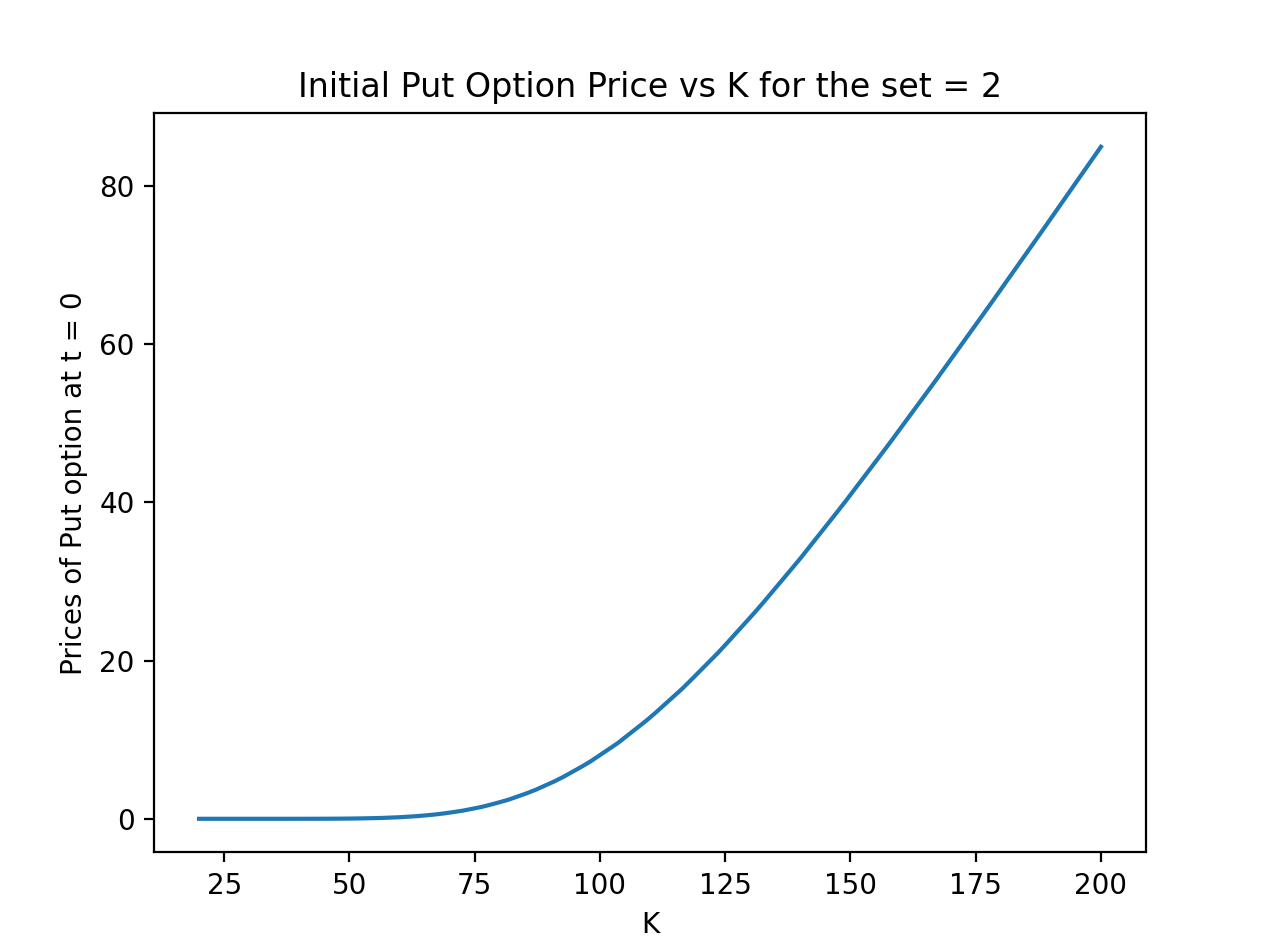 Initial Put Option Price vs K for the set = 2
Prices of Put option at t = 0
80
60
40
20
0
25 50 75 100 125 150 175 200
K